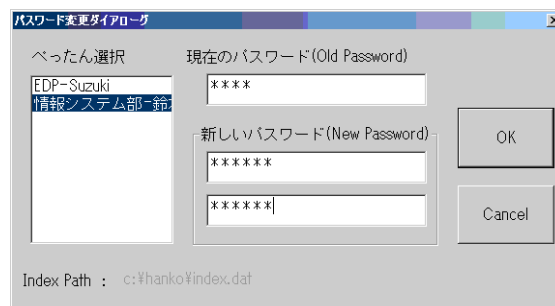 パスワード変更ダイアローグ
ぺったん選択
現在のパスワード(Old Password)
EDP-Suzuki
****
情報システム部-鈴
新しいパスワード(New Password)
OK
******
******
Cancel
Index Path : c:¥hanko¥index.dat